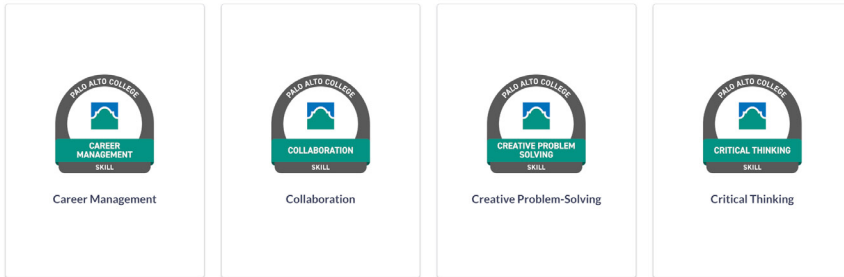 PALO ALTO COLLEGE
CAREER
MANAGEMENT
SKILL
Career Management
PALO ALTO COLLEGE
COLLABORATION
SKILL
Collaboration
PALO ALTO COLLEGE
CREATIVE PROBLEM
SOLVING
SKILL
Creative Problem-Solving
PALO ALTO COLLEGE
CRITICAL THINKING
SKILL
Critical Thinking